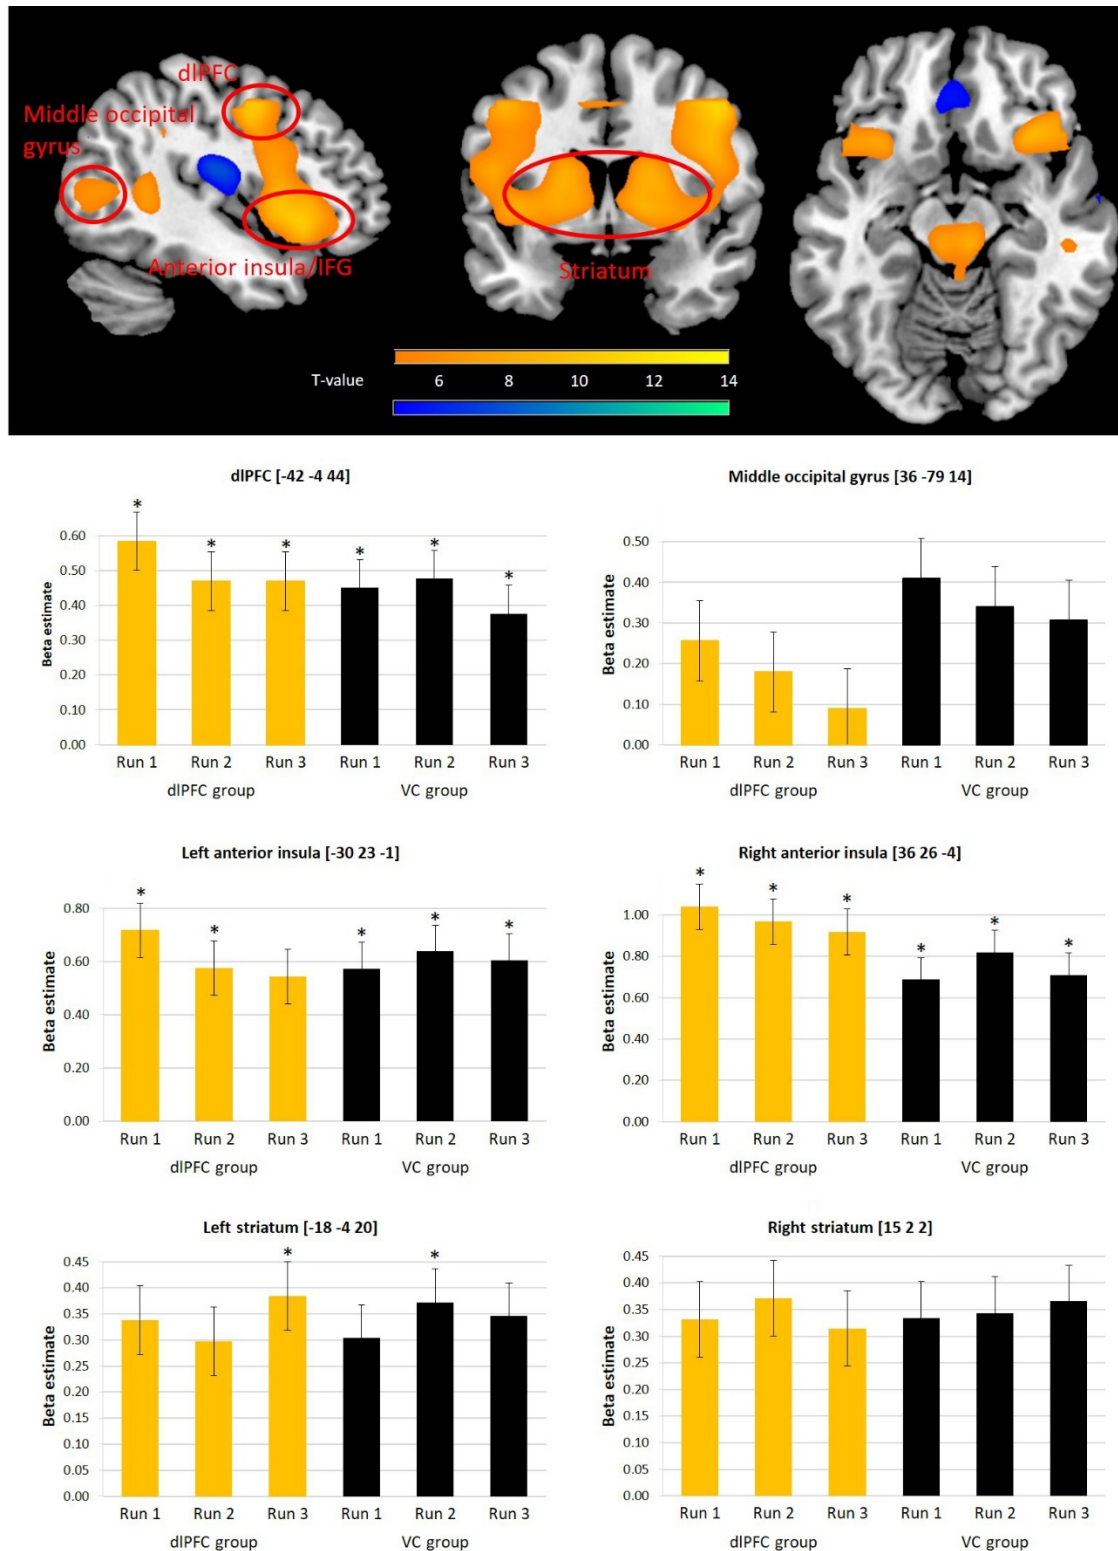 dlPFC
Middle occipital
gyrus
Anterior insula/IFG
Striatum
T-value 6 8 10 12 14
dlPFC [-42 -4 44]
Beta estimate
0.60
0.50
0.40
0.30
0.20
0.10
0.00
* * * * * *
Run 1 Run 2 Run 3 Run 1 Run 2 Run 3
dlPFC group VC group
Middle occipital gyrus [36 -79 14]
Beta estimate
0.50
0.40
0.30
0.20
0.10
0.00
Run 1 Run 2 Run 3 Run 1 Run 2 Run 3
dlPFC group VC group
Left anterior insula [-30 23 -1]
Beta estimate
0.80
0.60
0.40
0.20
0.00
* * * * *
Run 1 Run 2 Run 3 Run 1 Run 2 Run 3
dlPFC group VC group
Right anterior insula [36 26 -4]
Beta estimate
1.00
0.80
0.60
0.40
0.20
0.00
* * * * * *
Run 1 Run 2 Run 3 Run 1 Run 2 Run 3
dlPFC group VC group
Left striatum [-18 -4 20]
Beta estimate
0.45
0.40
0.35
0.30
0.25
0.20
0.15
0.10
0.05
0.00
* *
Run 1 Run 2 Run 3 Run 1 Run 2 Run 3
dlPFC group VC group
Right striatum [15 2 2]
Beta estimate
0.45
0.40
0.35
0.30
0.25
0.20
0.15
0.10
0.05
0.00
Run 1 Run 2 Run 3 Run 1 Run 2 Run 3
dlPFC group VC group